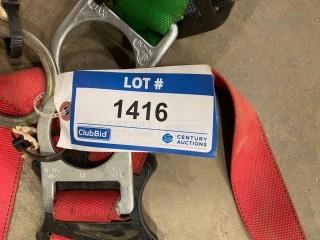 LOT #
1416
ClubBid
CENTURY
AUCTIONS